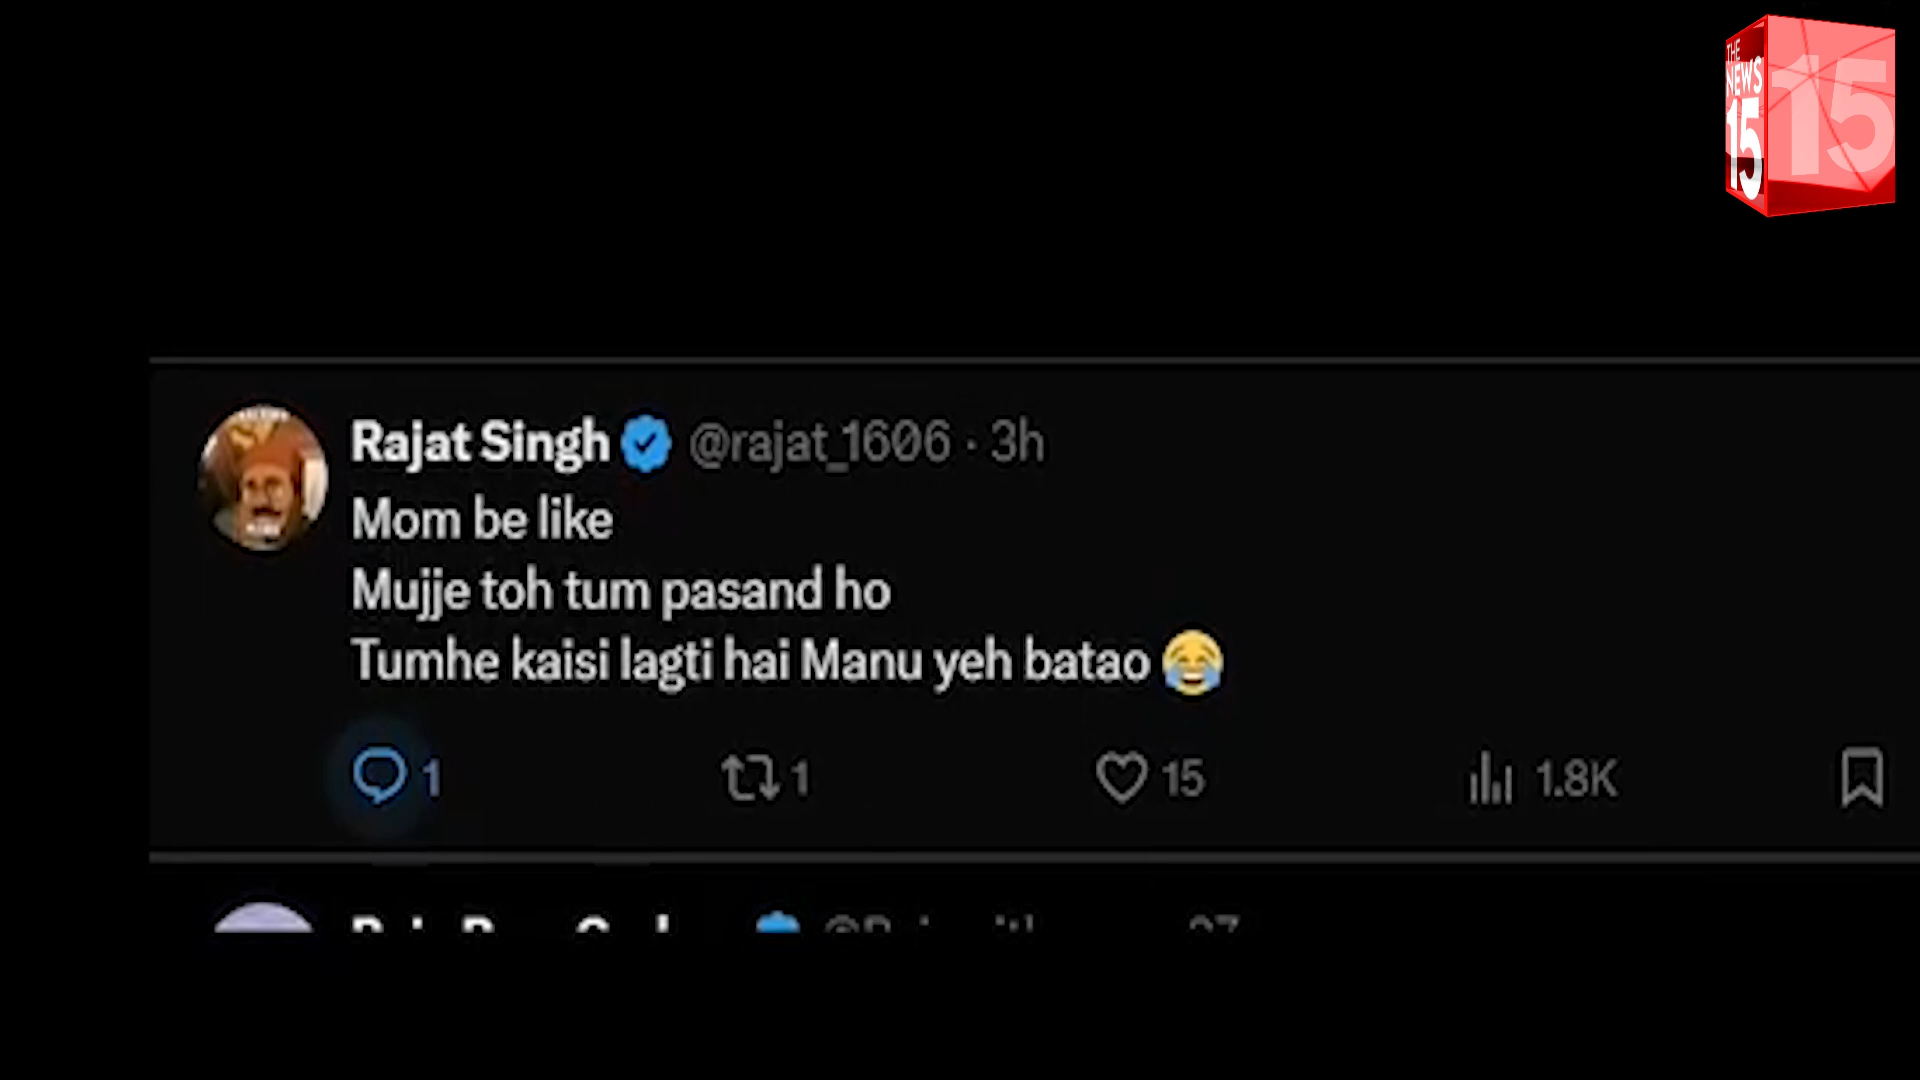 THE
NEWS
15
15
Rajat Singh @rajat_1606 · 3h
Mom be like
Mujje toh tum pasand ho
Tumhe kaisi lagti hai Manu yeh batao 😂
1 1 15 1.8K